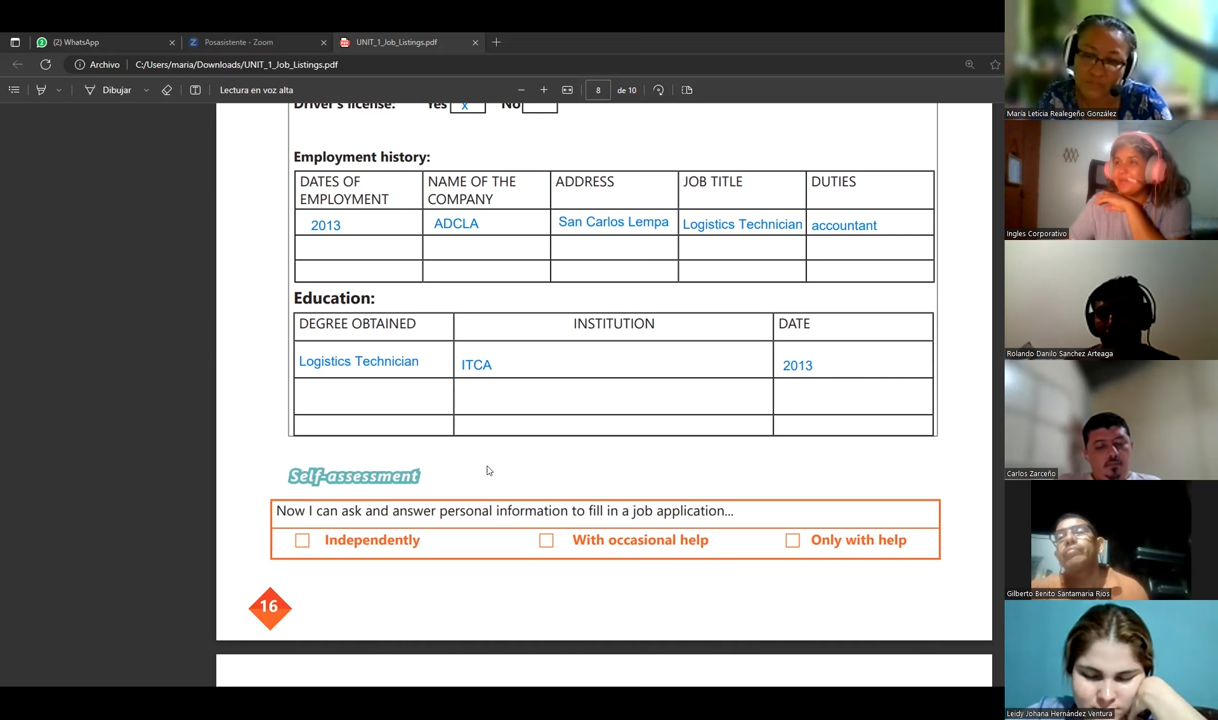 (2) WhatsApp
Posasistente - Zoom
UNIT_1_Job_Listings.pdf
Archivo
C:/Users/maria/Downloads/UNIT_1_Job_Listings.pdf
Dibujar
Lectura en voz alta
8 de 10
Driver's license: Yes x No
Employment history:
DATES OF EMPLOYMENT
NAME OF THE COMPANY
ADDRESS
JOB TITLE
DUTIES
2013
ADCLA
San Carlos Lempa
Logistics Technician
accountant
Education:
DEGREE OBTAINED
INSTITUTION
DATE
Logistics Technician
ITCA
2013
Self-assessment
Now I can ask and answer personal information to fill in a job application...
Independently
With occasional help
Only with help
16
María Leticia Realegeño González
Ingles Corporativo
Rolando Danilo Sanchez Arteaga
Carlos Zarceño
Gilberto Benito Santamaria Rios
Leidy Johana Hernández Ventura